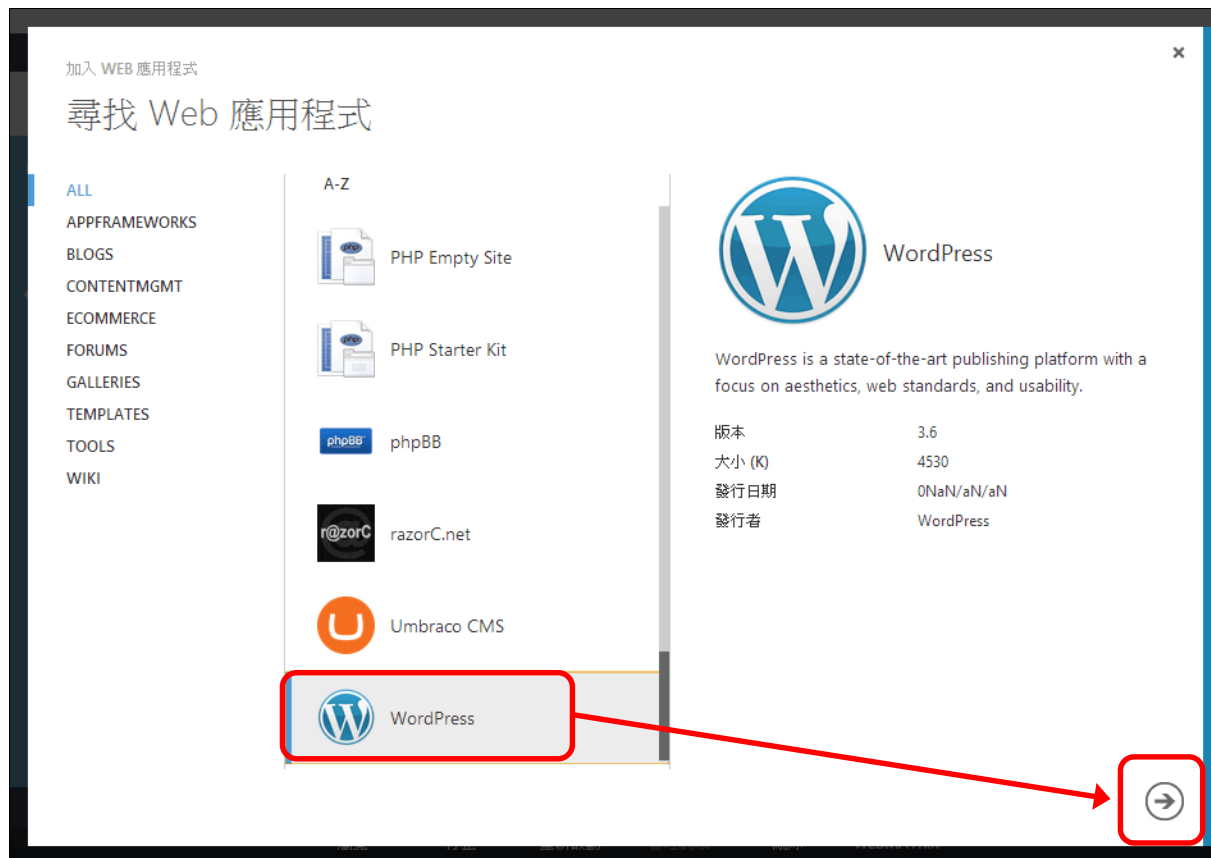 加入 WEB 應用程式
尋找 Web 應用程式
ALL
APPFRAMEWORKS
BLOGS
CONTENTMGMT
ECOMMERCE
FORUMS
GALLERIES
TEMPLATES
TOOLS
WIKI
A-Z
PHP Empty Site
PHP Starter Kit
phpBB
phpBB
r@zorC
razorC.net
Umbraco CMS
WordPress
WordPress
WordPress is a state-of-the-art publishing platform with a
focus on aesthetics, web standards, and usability.
版本 3.6
大小 (K) 4530
發行日期 0NaN/aN/aN
發行者 WordPress